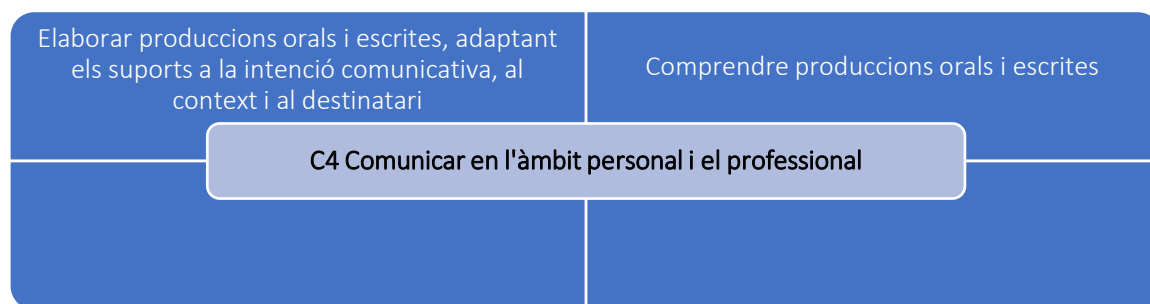 Elaborar produccions orals i escrites, adaptant
els suports a la intenció comunicativa, al
context i al destinatari
Comprendre produccions orals i escrites
C4 Comunicar en l'àmbit personal i el professional